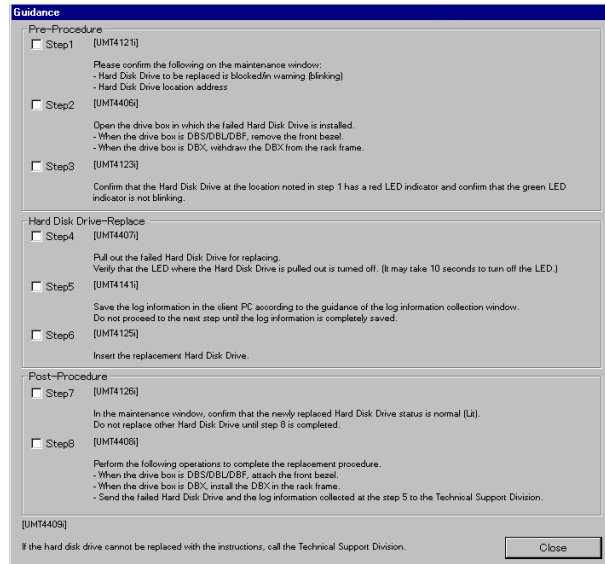 Guidance
Pre-Procedure
Step1 [UMT4121i]
Please confirm the following on the maintenance window:
- Hard Disk Drive to be replaced is blocked/in warning (blinking)
- Hard Disk Drive location address
Step2 [UMT4406i]
Open the drive box in which the failed Hard Disk Drive is installed.
- When the drive box is DBS/DBL/DBF, remove the front bezel.
- When the drive box is DBX, withdraw the DBX from the rack frame.
Step3 [UMT4123i]
Confirm that the Hard Disk Drive at the location noted in step 1 has a red LED indicator and confirm that the green LED
indicator is not blinking.
Hard Disk Drive-Replace
Step4 [UMT4407i]
Pull out the failed Hard Disk Drive for replacing.
Verify that the LED where the Hard Disk Drive is pulled out is turned off. (It may take 10 seconds to turn off the LED.)
Step5 [UMT4141i]
Save the log information in the client PC according to the guidance of the log information collection window.
Do not proceed to the next step until the log information is completely saved.
Step6 [UMT4125i]
Insert the replacement Hard Disk Drive.
Post-Procedure
Step7 [UMT4126i]
In the maintenance window, confirm that the newly replaced Hard Disk Drive status is normal (Lit).
Do not replace other Hard Disk Drive until step 8 is completed.
Step8 [UMT4408i]
Perform the following operations to complete the replacement procedure.
- When the drive box is DBS/DBL/DBF, attach the front bezel.
- When the drive box is DBX, install the DBX in the rack frame.
- Send the failed Hard Disk Drive and the log information collected at the step 5 to the Technical Support Division.
[UMT4409i]
If the hard disk drive cannot be replaced with the instructions, call the Technical Support Division.
Close